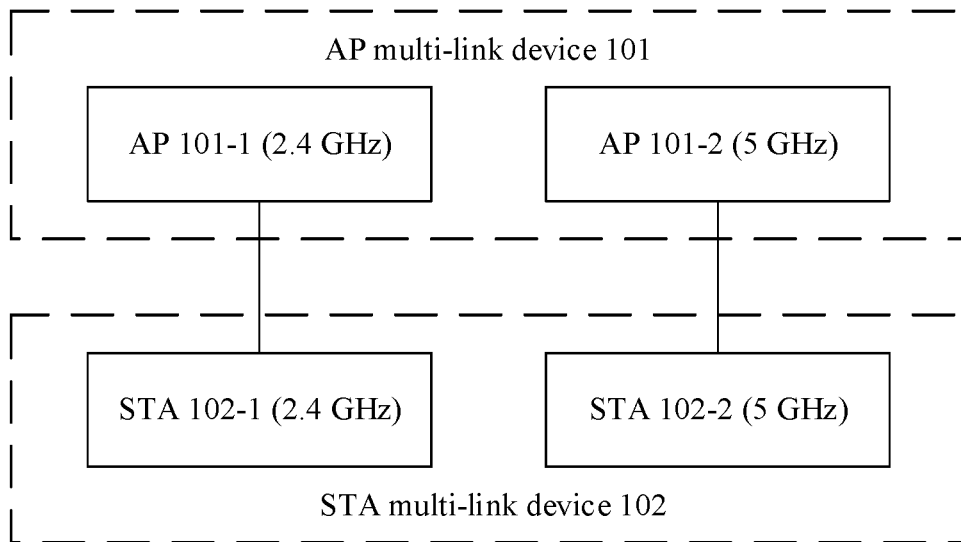 AP multi-link device 101
AP 101-1 (2.4 GHz)
AP 101-2 (5 GHz)
STA 102-1 (2.4 GHz)
STA 102-2 (5 GHz)
STA multi-link device 102